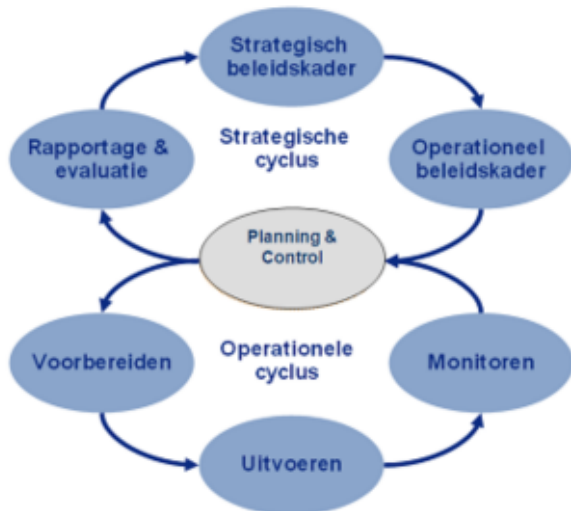 Strategisch
beleidskader
Rapportage &
evaluatie
Strategische
cyclus
Operationeel
beleidskader
Planning &
Control
Voorbereiden
Operationele
cyclus
Monitoren
Uitvoeren